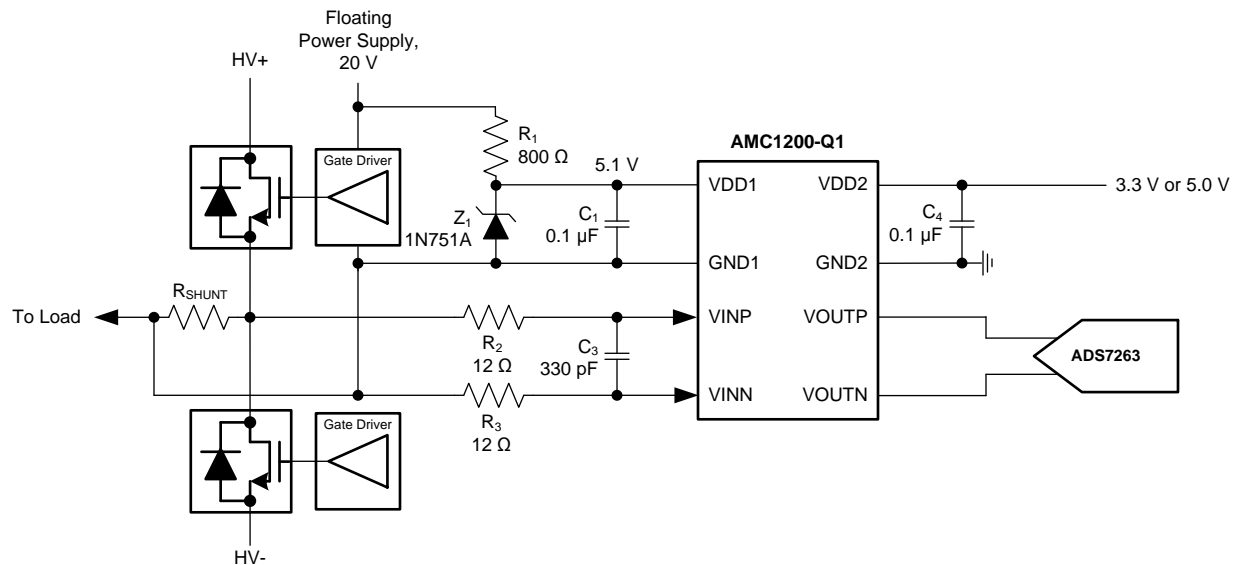 Floating
Power Supply,
20 V
HV+
R1
800 Ω
AMC1200-Q1
Gate Driver
5.1 V
VDD1
VDD2
3.3 V or 5.0 V
Z1
1N751A
C1
0.1 µF
C4
0.1 µF
GND1
GND2
RSHUNT
To Load
VINP
VOUTP
R2
12 Ω
C3
330 pF
ADS7263
VINN
VOUTN
R3
12 Ω
Gate Driver
HV-